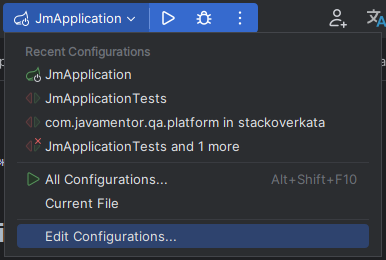 JmApplication
Recent Configurations
JmApplication
JmApplicationTests
com.javamentor.qa.platform in stackoverkata
JmApplicationTests and 1 more
All Configurations... Alt+Shift+F10
Current File
Edit Configurations...